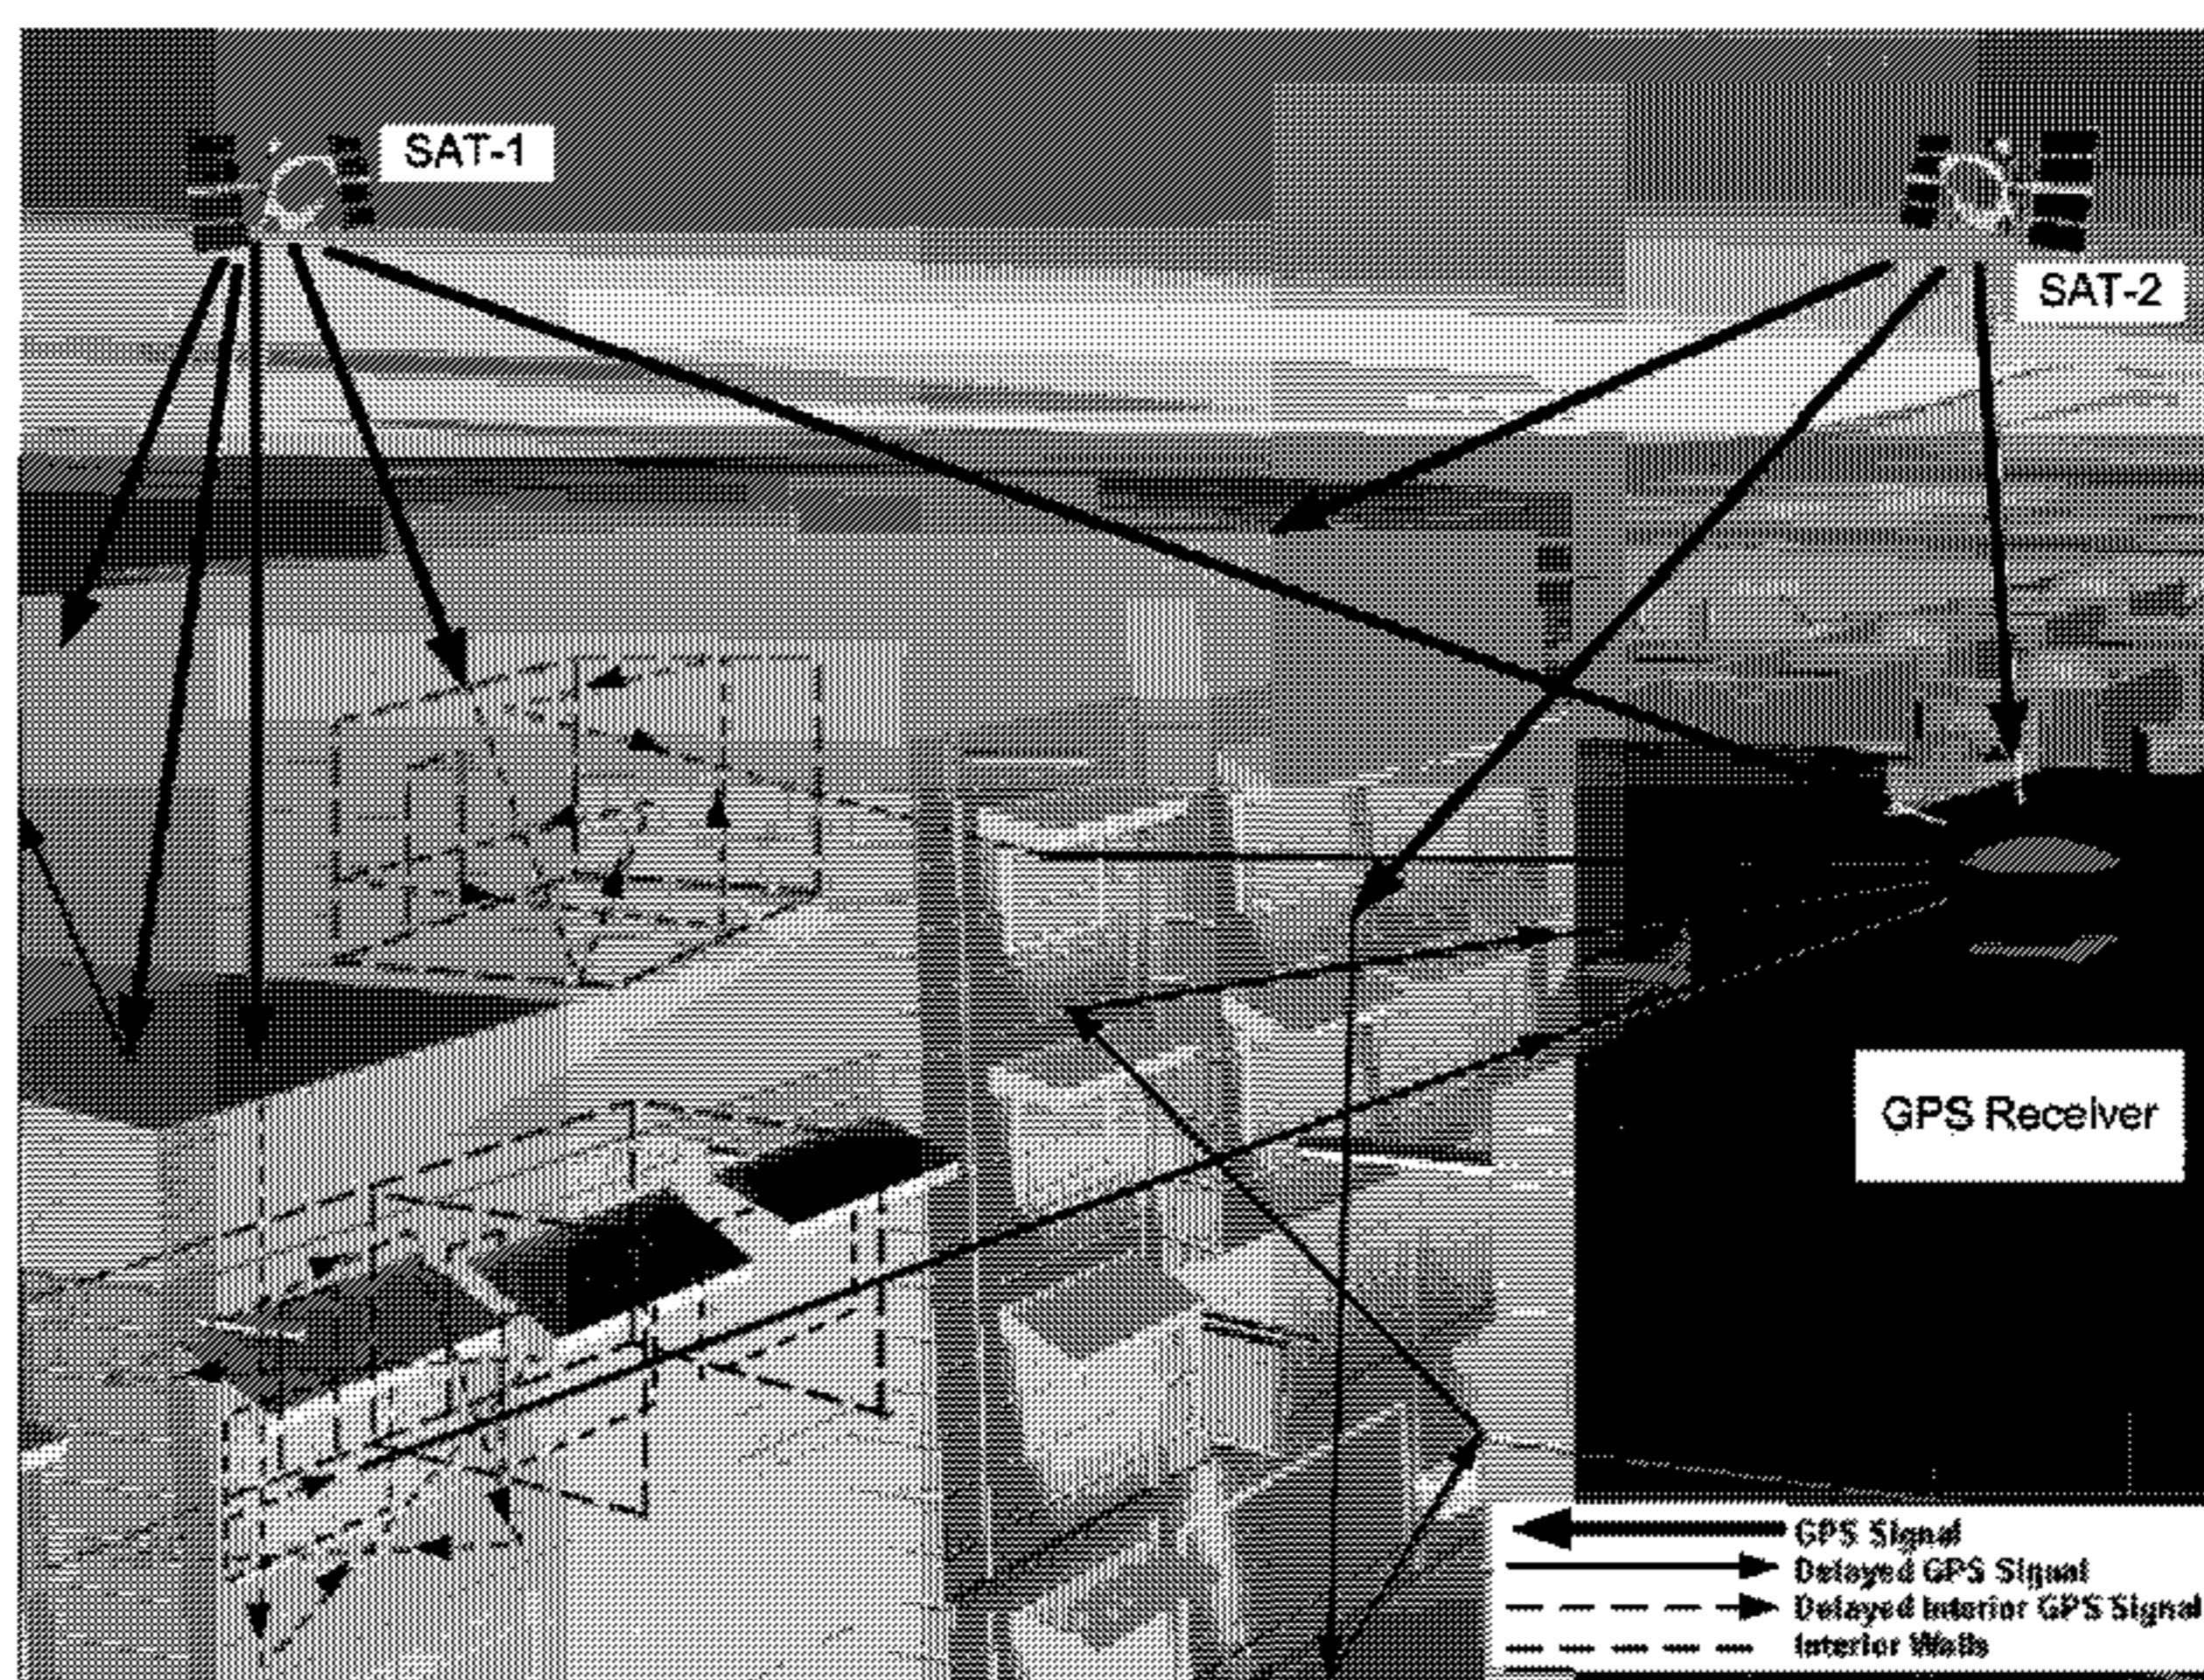 SAT-1
SAT-2
GPS Receiver
GPS Signal
Delayed GPS Signal
Delayed Interior GPS Signal
Interior Walls